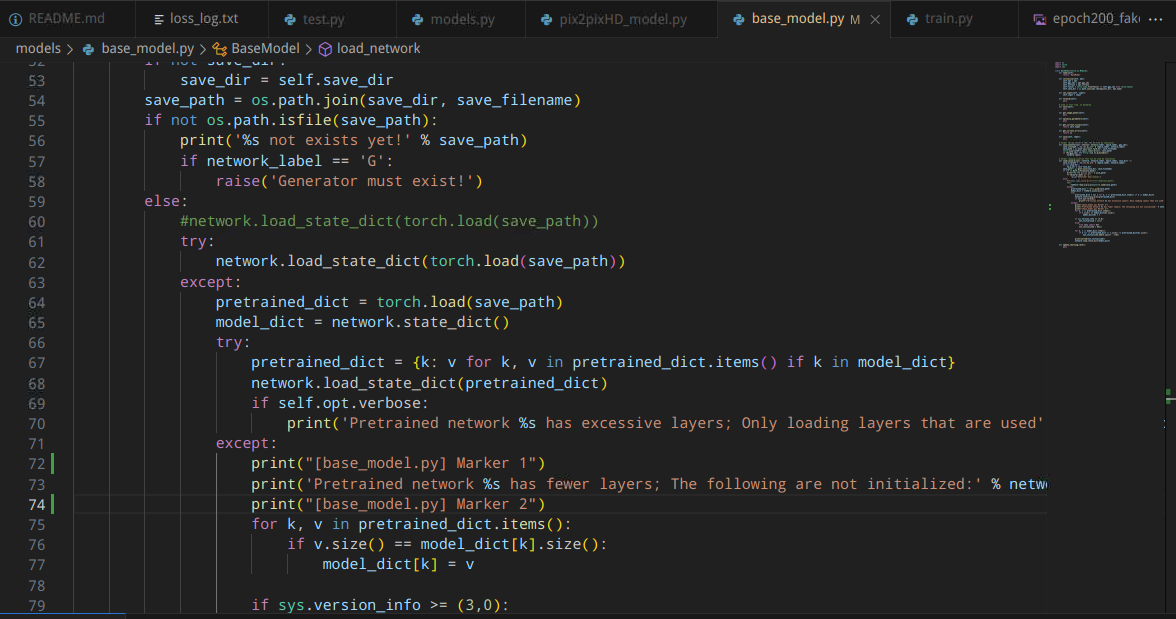 README.md loss_log.txt test.py models.py pix2pixHD_model.py base_model.py M train.py epoch200_fak
models > base_model.py > BaseModel > load_network
52 if not save_dir:
53 save_dir = self.save_dir
54 save_path = os.path.join(save_dir, save_filename)
55 if not os.path.isfile(save_path):
56 print('%s not exists yet!' % save_path)
57 if network_label == 'G':
58 raise('Generator must exist!')
59 else:
60 #network.load_state_dict(torch.load(save_path))
61 try:
62 network.load_state_dict(torch.load(save_path))
63 except:
64 pretrained_dict = torch.load(save_path)
65 model_dict = network.state_dict()
66 try:
67 pretrained_dict = {k: v for k, v in pretrained_dict.items() if k in model_dict}
68 network.load_state_dict(pretrained_dict)
69 if self.opt.verbose:
70 print('Pretrained network %s has excessive layers; Only loading layers that are used'
71 except:
72 print("[base_model.py] Marker 1")
73 print('Pretrained network %s has fewer layers; The following are not initialized:' % netw
74 print("[base_model.py] Marker 2")
75 for k, v in pretrained_dict.items():
76 if v.size() == model_dict[k].size():
77 model_dict[k] = v
78
79 if sys.version_info >= (3,0):